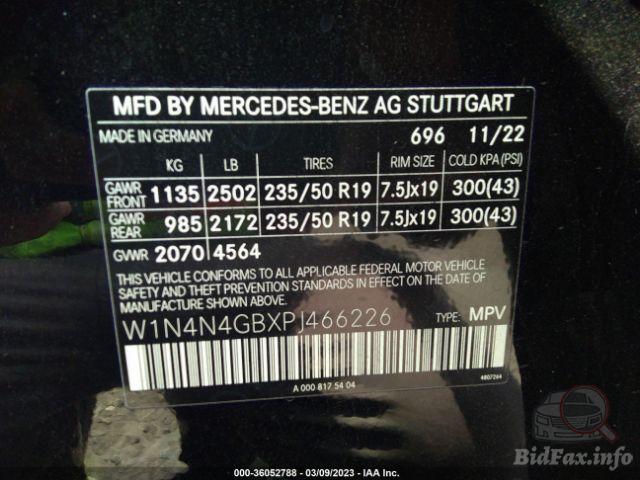 MFD BY MERCEDES-BENZ AG STUTTGART
MADE IN GERMANY 696 11/22
KG LB TIRES RIM SIZE COLD KPA (PSI)
GAWR FRONT 1135 2502 235/50 R19 7.5Jx19 300(43)
GAWR REAR 985 2172 235/50 R19 7.5Jx19 300(43)
GVWR 2070 4564
THIS VEHICLE CONFORMS TO ALL APPLICABLE FEDERAL MOTOR VEHICLE
SAFETY, BUMPER, AND THEFT PREVENTION STANDARDS IN EFFECT ON THE
DATE OF MANUFACTURE SHOWN ABOVE.
W1N4N4GBXPJ466226 TYPE: MPV
A 000 817 54 04 4807264
000-36052788 - 03/09/2023 - IAA Inc.
BidFax.info